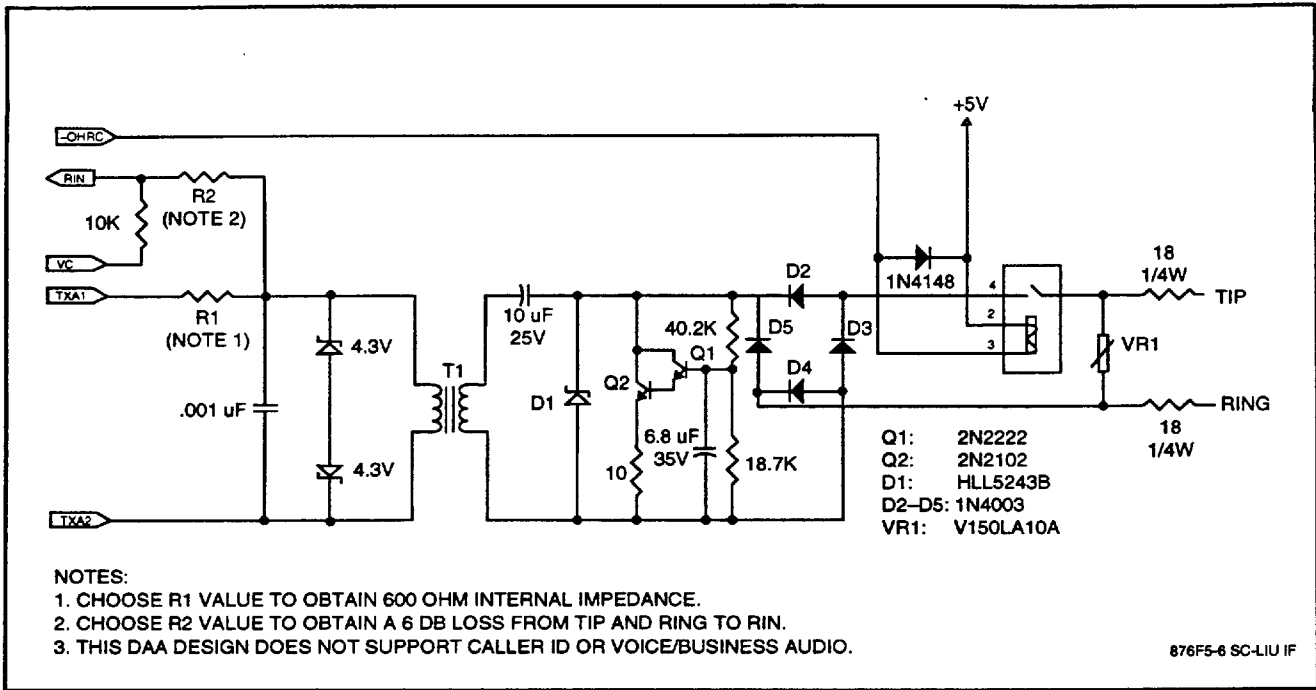 +5V
-OHRC
RIN
R2
(NOTE 2)
10K
VC
TXA1
R1
(NOTE 1)
4.3V
.001 uF
4.3V
TXA2
T1
10 uF
25V
D1
Q2
Q1
40.2K
10
6.8 uF
35V
18.7K
D2
D5
D3
D4
1N4148
4
2
3
18
1/4W
TIP
VR1
RING
18
1/4W
Q1: 2N2222
Q2: 2N2102
D1: HLL5243B
D2–D5: 1N4003
VR1: V150LA10A
NOTES:
1. CHOOSE R1 VALUE TO OBTAIN 600 OHM INTERNAL IMPEDANCE.
2. CHOOSE R2 VALUE TO OBTAIN A 6 DB LOSS FROM TIP AND RING TO RIN.
3. THIS DAA DESIGN DOES NOT SUPPORT CALLER ID OR VOICE/BUSINESS AUDIO.
876F5-6 SC-LIU IF